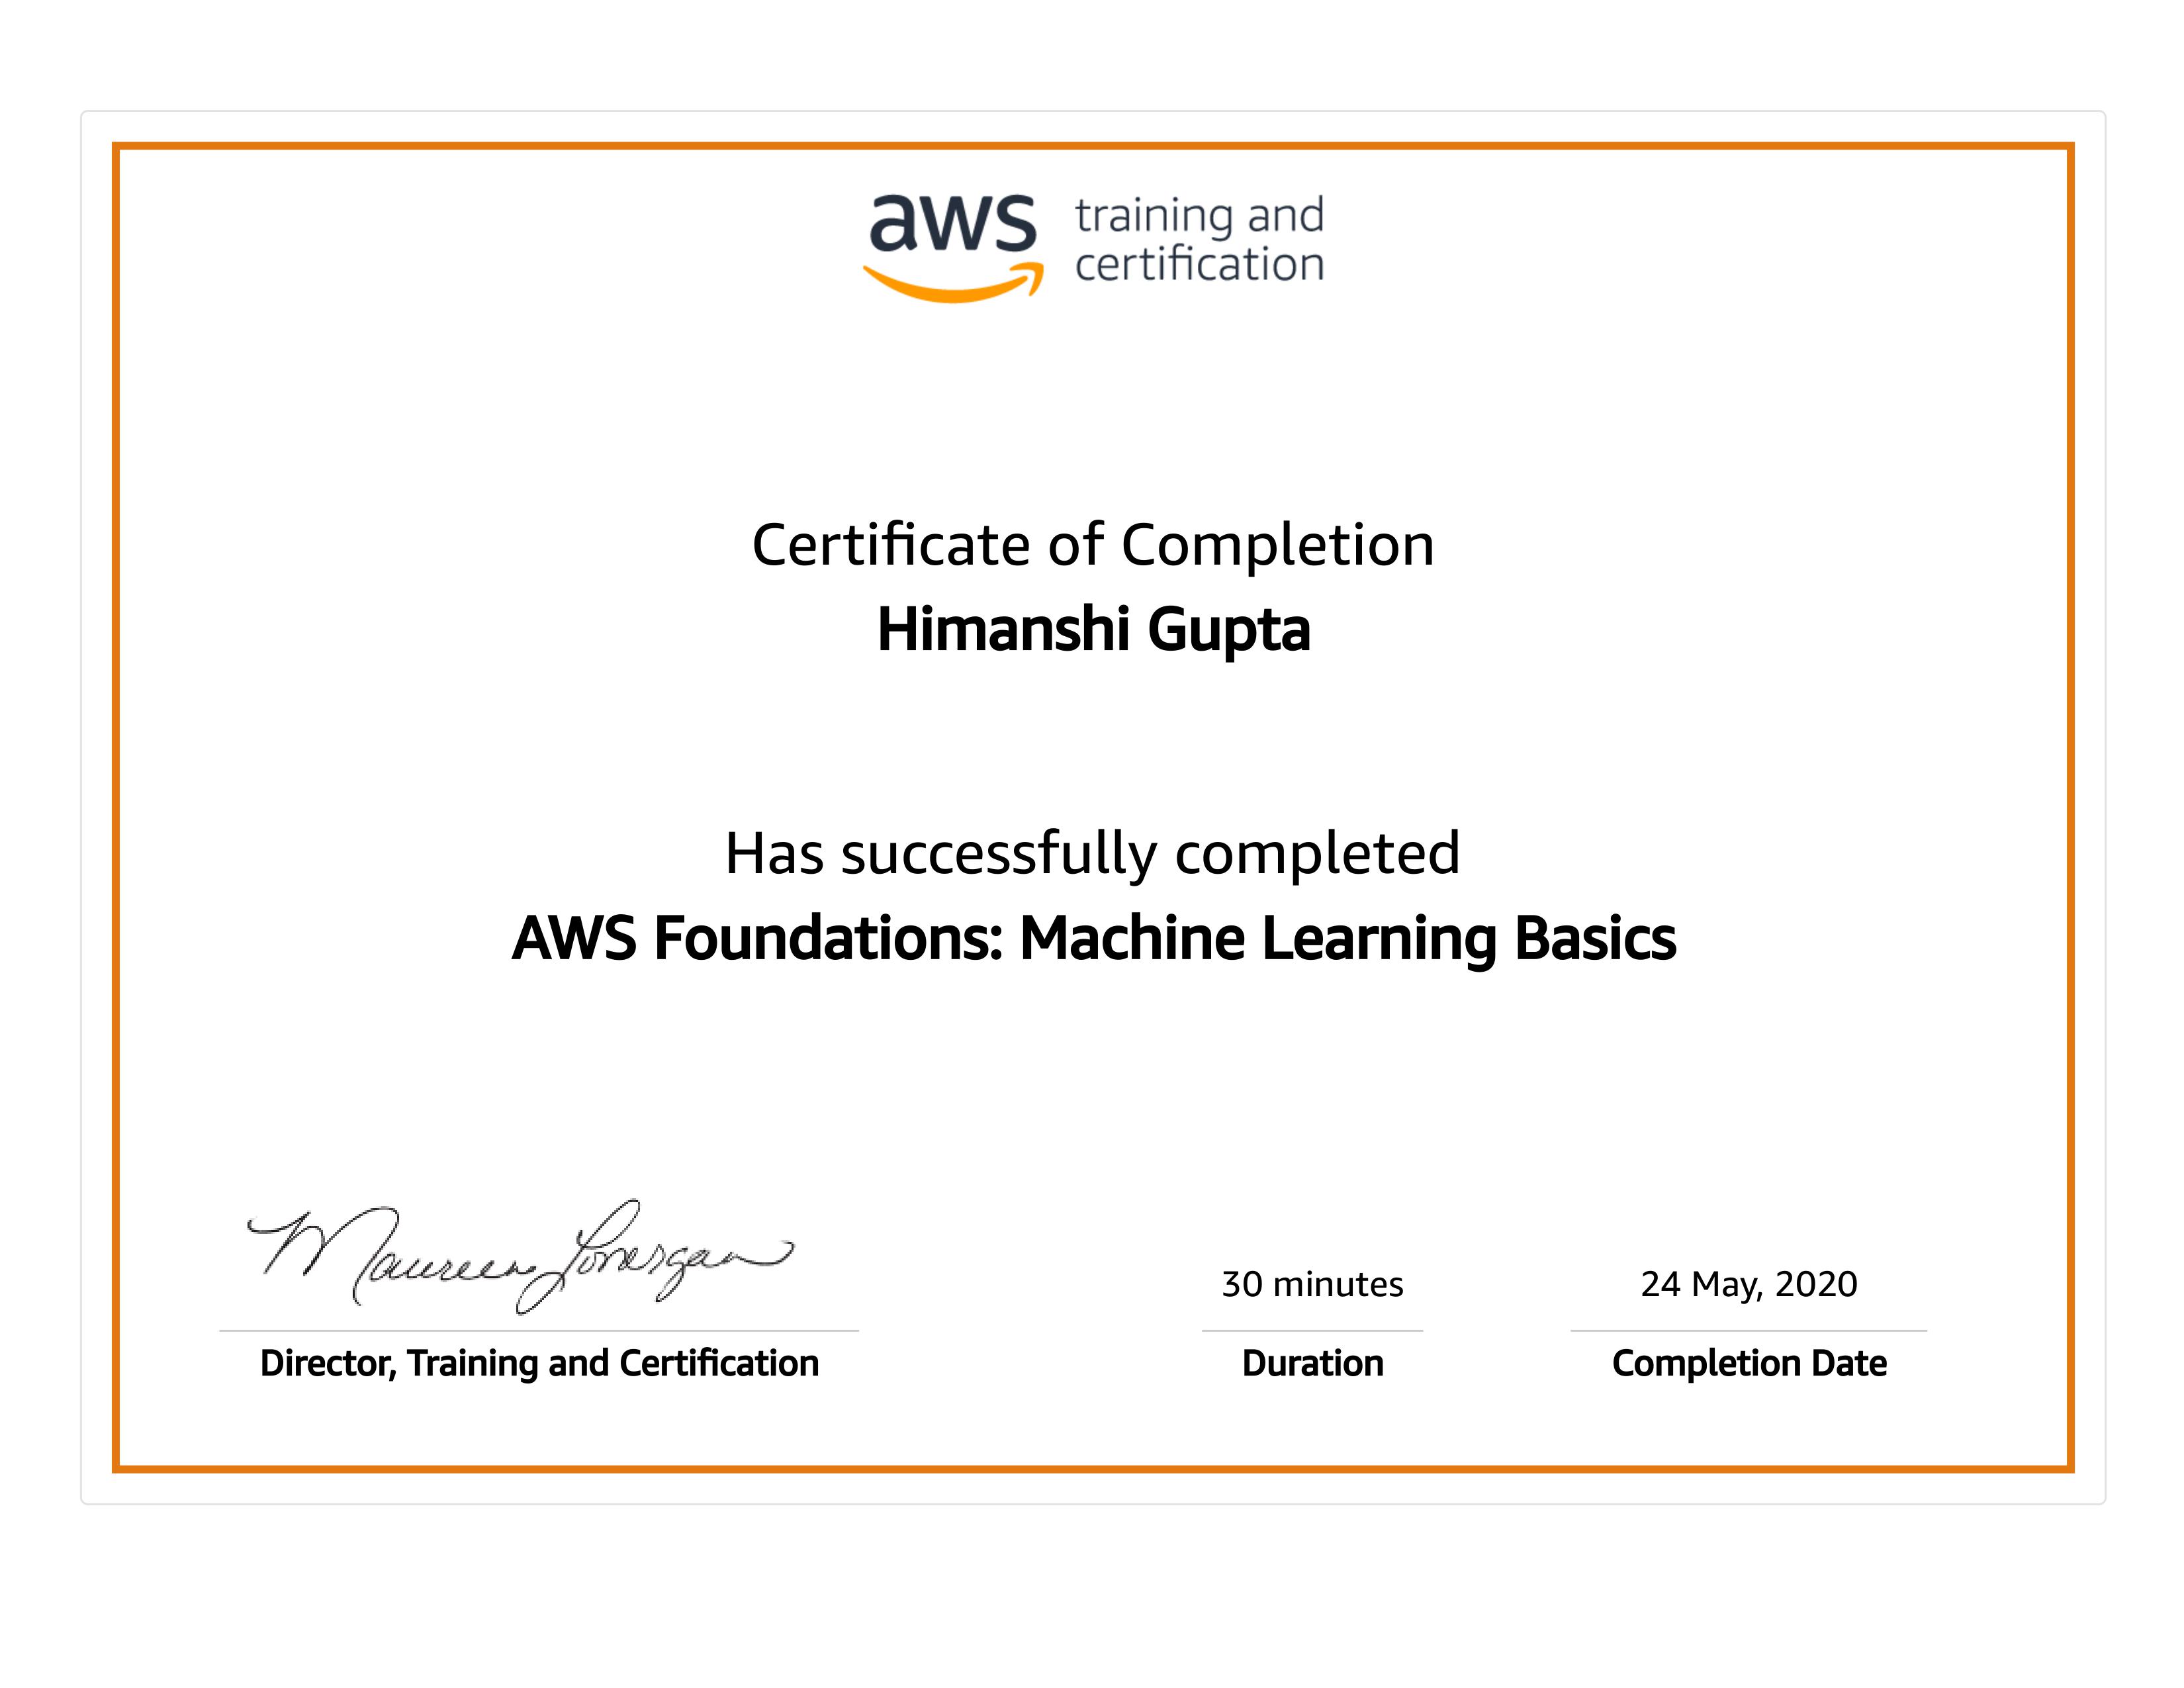 aws training and
certification
Certificate of Completion
Himanshi Gupta
Has successfully completed
AWS Foundations: Machine Learning Basics
Maureen Lonergan
30 minutes
24 May, 2020
Director, Training and Certification
Duration
Completion Date